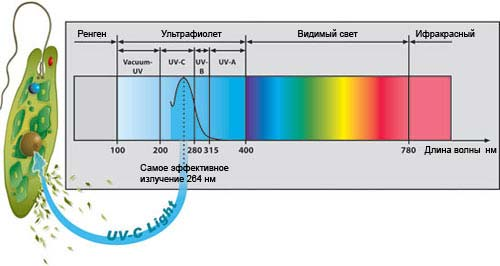 Ренген
Ультрафиолет
Видимый свет
Ифракрасный
Vacuum-
UV
UV-C
UV-
B
UV-A
100
200
280
315
400
780
Длина волны нм
Самое эффективное
излучение 264 нм
UV-C Light